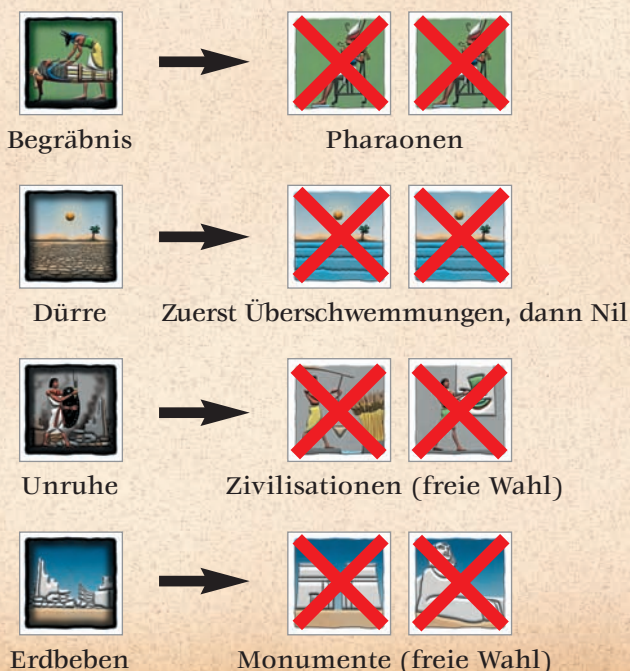 Begräbnis
Pharaonen
Dürre
Zuerst Überschwemmungen, dann Nil
Unruhe
Zivilisationen (freie Wahl)
Erdbeben
Monumente (freie Wahl)